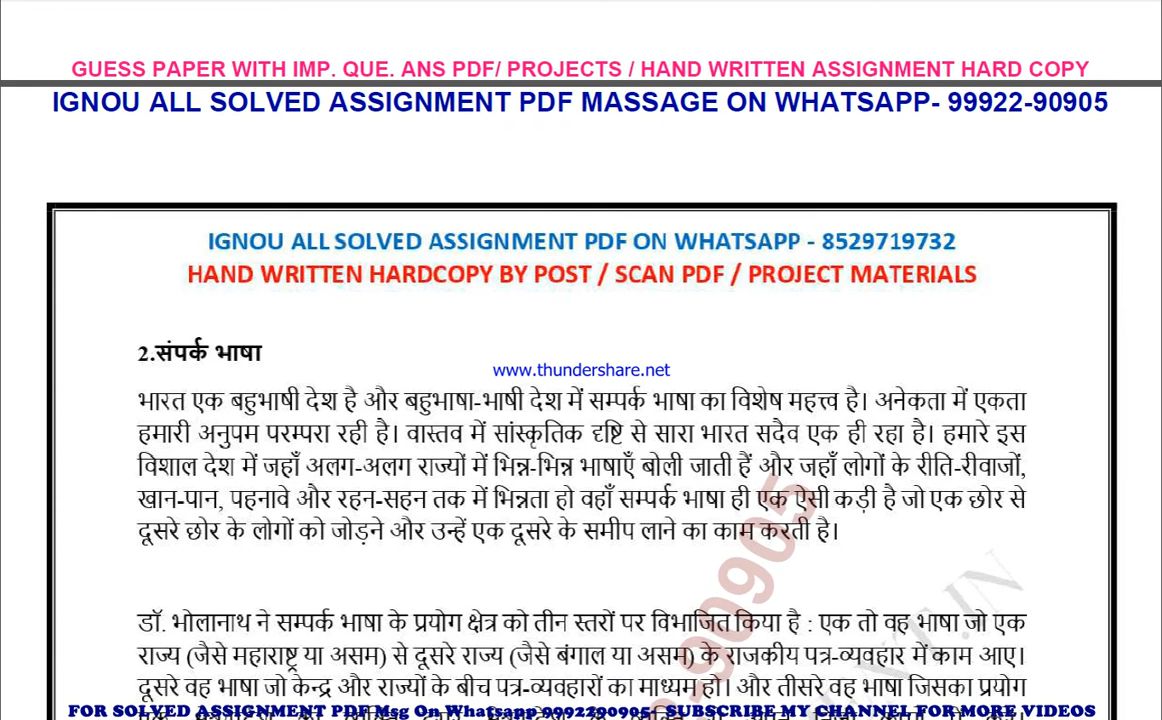 GUESS PAPER WITH IMP. QUE. ANS PDF/ PROJECTS / HAND WRITTEN ASSIGNMENT HARD COPY
IGNOU ALL SOLVED ASSIGNMENT PDF MASSAGE ON WHATSAPP- 99922-90905
IGNOU ALL SOLVED ASSIGNMENT PDF ON WHATSAPP - 8529719732
HAND WRITTEN HARDCOPY BY POST / SCAN PDF / PROJECT MATERIALS
2.संपर्क भाषा
www.thundershare.net
भारत एक बहुभाषी देश है और बहुभाषा-भाषी देश में सम्पर्क भाषा का विशेष महत्त्व है। अनेकता में एकता
हमारी अनुपम परम्परा रही है। वास्तव में सांस्कृतिक दृष्टि से सारा भारत सदैव एक ही रहा है। हमारे इस
विशाल देश में जहाँ अलग-अलग राज्यों में भिन्न-भिन्न भाषाएँ बोली जाती हैं और जहाँ लोगों के रीति-रीवाजों,
खान-पान, पहनावे और रहन-सहन तक में भिन्नता हो वहाँ सम्पर्क भाषा ही एक ऐसी कड़ी है जो एक छोर से
दूसरे छोर के लोगों को जोड़ने और उन्हें एक दूसरे के समीप लाने का काम करती है।
डॉ. भोलानाथ ने सम्पर्क भाषा के प्रयोग क्षेत्र को तीन स्तरों पर विभाजित किया है : एक तो वह भाषा जो एक
राज्य (जैसे महाराष्ट्र या असम) से दूसरे राज्य (जैसे बंगाल या असम) के राजकीय पत्र-व्यवहार में काम आए।
दूसरे वह भाषा जो केन्द्र और राज्यों के बीच पत्र-व्यवहारों का माध्यम हो। और तीसरे वह भाषा जिसका प्रयोग
FOR SOLVED ASSIGNMENT PDF Msg On Whatsapp 9992290905- SUBSCRIBE MY CHANNEL FOR MORE VIDEOS